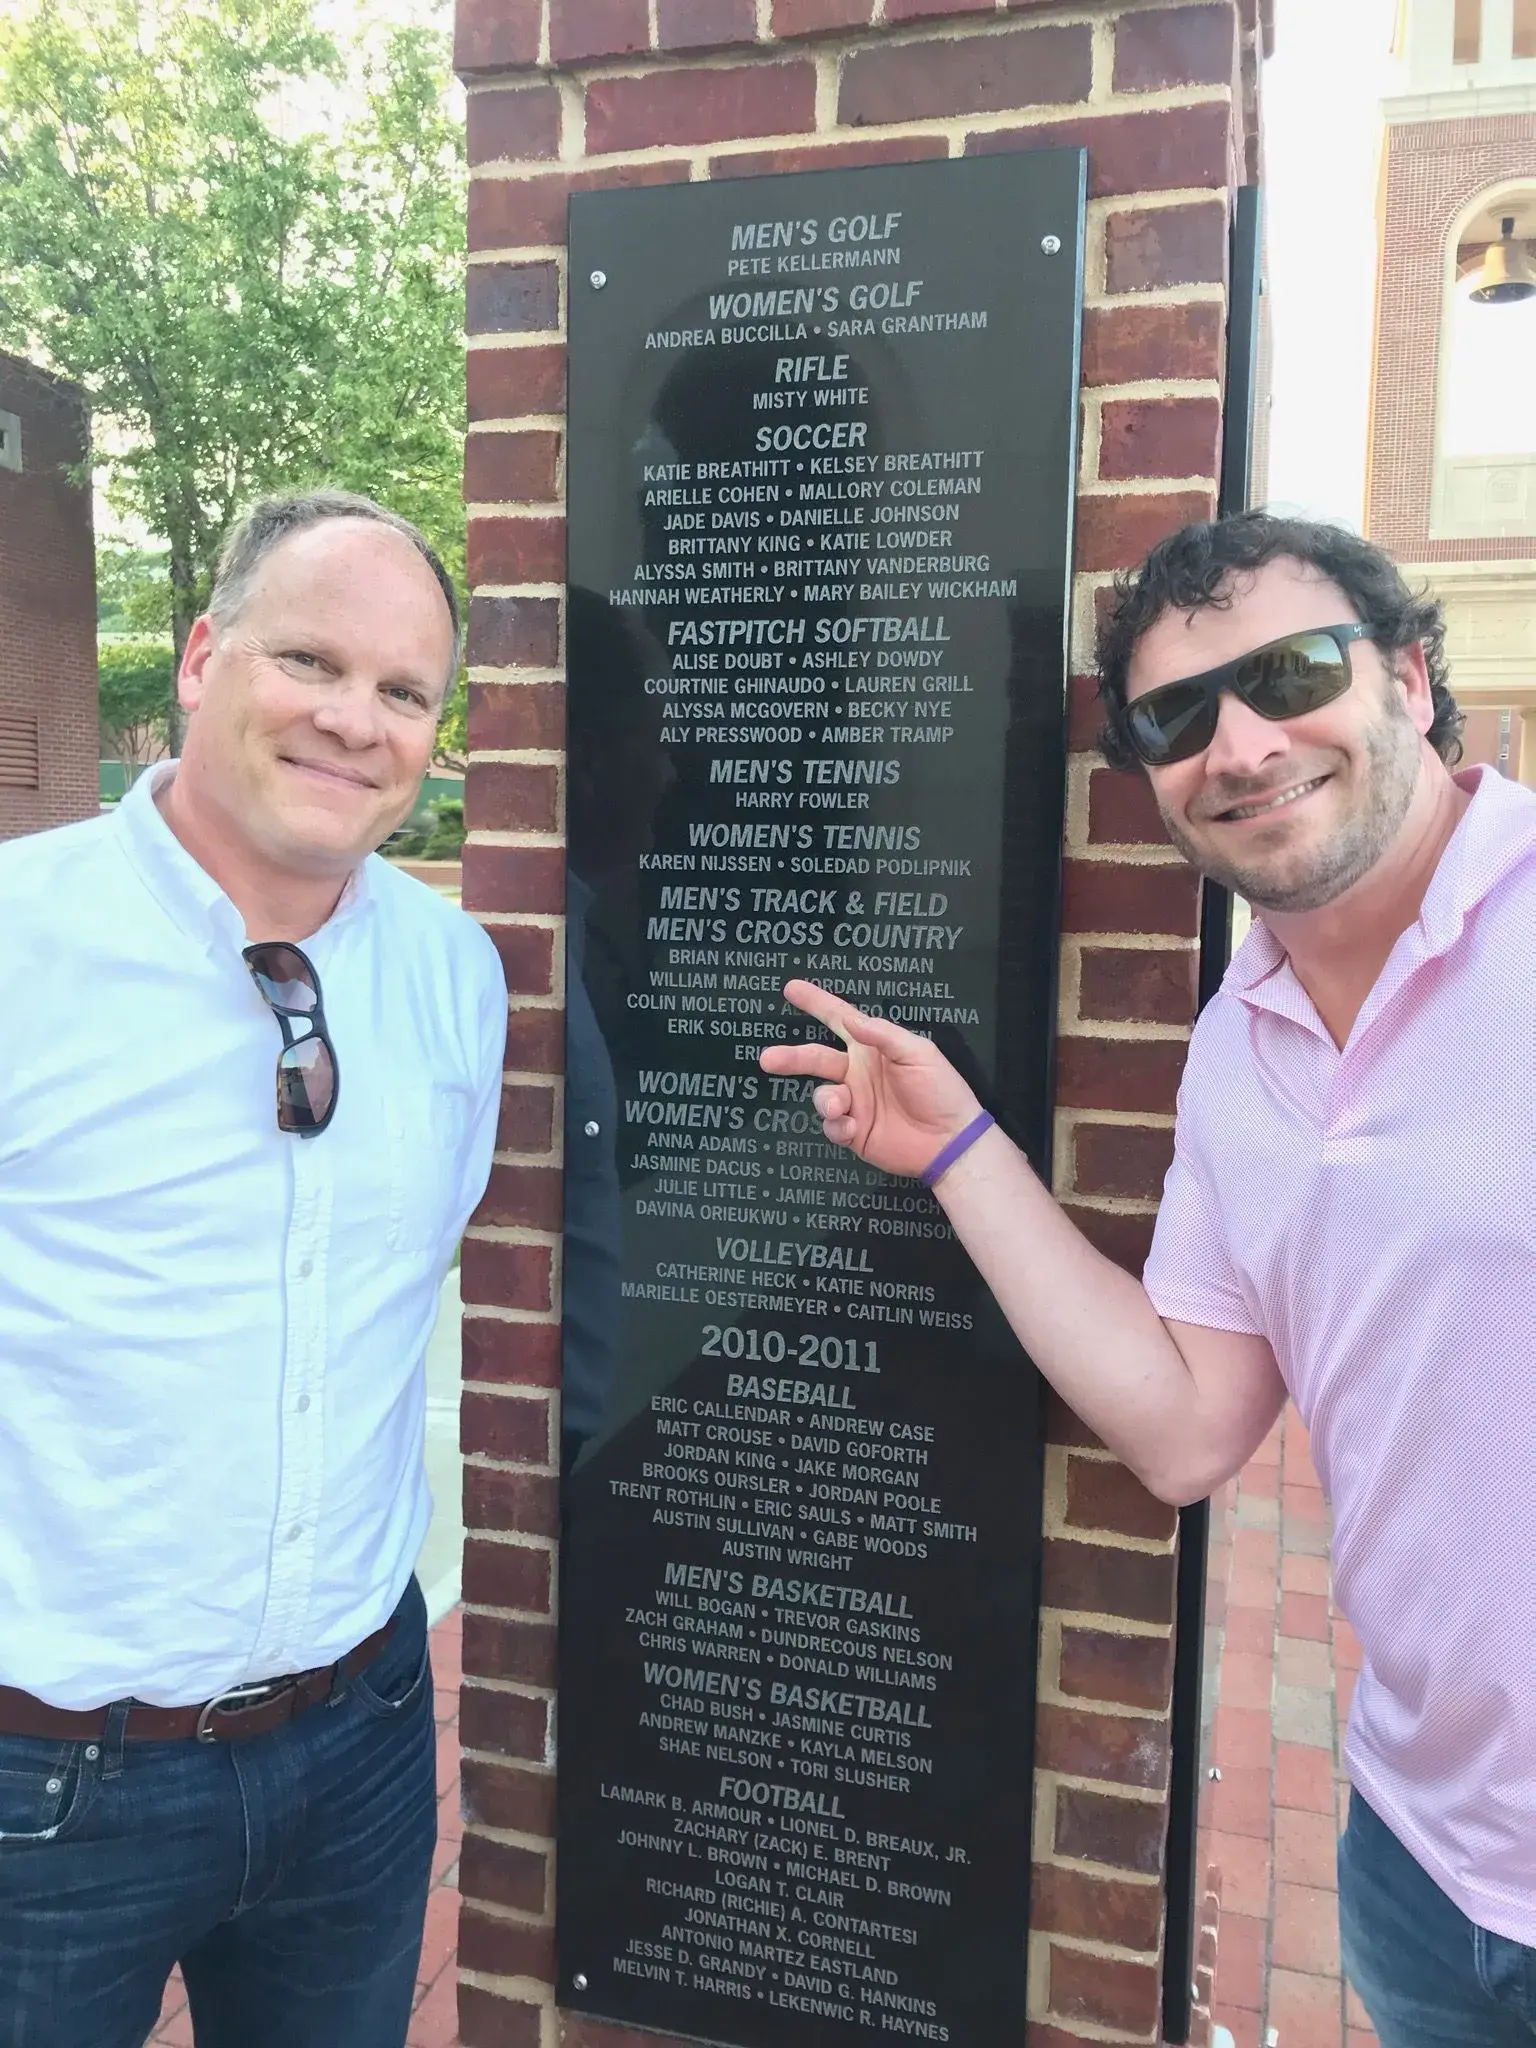 MEN'S GOLF
PETE KELLERMANN
WOMEN'S GOLF
ANDREA BUCCILLA • SARA GRANTHAM
RIFLE
MISTY WHITE
SOCCER
KATIE BREATHITT • KELSEY BREATHITT
ARIELLE COHEN • MALLORY COLEMAN
JADE DAVIS • DANIELLE JOHNSON
BRITTANY KING • KATIE LOWDER
ALYSSA SMITH • BRITTANY VANDERBURG
HANNAH WEATHERLY • MARY BAILEY WICKHAM
FASTPITCH SOFTBALL
ALISE DOUBT • ASHLEY DOWDY
COURTNIE GHINAUDO • LAUREN GRILL
ALYSSA MCGOVERN • BECKY NYE
ALY PRESSWOOD • AMBER TRAMP
MEN'S TENNIS
HARRY FOWLER
WOMEN'S TENNIS
KAREN NIJSSEN • SOLEDAD PODLIPNIK
MEN'S TRACK & FIELD
MEN'S CROSS COUNTRY
BRIAN KNIGHT • KARL KOSMAN
WILLIAM MAGEE JORDAN MICHAEL
COLIN MOLETON • QUINTANA
ERIK SOLBERG •
WOMEN'S
WOMEN'S
ANNA ADAMS •
JASMINE DACUS • LORRENA
JULIE LITTLE • JAMIE MCCULLOCH
DAVINA ORIEUKWU • KERRY ROBINSON
VOLLEYBALL
CATHERINE HECK • KATIE NORRIS
MARIELLE OESTERMEYER • CAITLIN WEISS
2010-2011
BASEBALL
ERIC CALLENDAR • ANDREW CASE
MATT CROUSE • DAVID GOFORTH
JORDAN KING • JAKE MORGAN
BROOKS OURSLER • JORDAN POOLE
TRENT ROTHLIN • ERIC SAULS • MATT SMITH
AUSTIN SULLIVAN • GABE WOODS
AUSTIN WRIGHT
MEN'S BASKETBALL
WILL BOGAN • TREVOR GASKINS
ZACH GRAHAM • DUNDRECOUS NELSON
CHRIS WARREN • DONALD WILLIAMS
WOMEN'S BASKETBALL
CHAD BUSH • JASMINE CURTIS
ANDREW MANZKE • KAYLA MELSON
SHAE NELSON • TORI SLUSHER
FOOTBALL
LAMARK B. ARMOUR • LIONEL D. BREAUX, JR.
ZACHARY (ZACK) E. BRENT
JOHNNY L. BROWN • MICHAEL D. BROWN
LOGAN T. CLAIR
RICHARD (RICHIE) A. CONTARTESI
JONATHAN X. CORNELL
ANTONIO MARTEZ EASTLAND
JESSE D. GRANDY • DAVID G. HANKINS
MELVIN T. HARRIS • LEKENWIC R. HAYNES